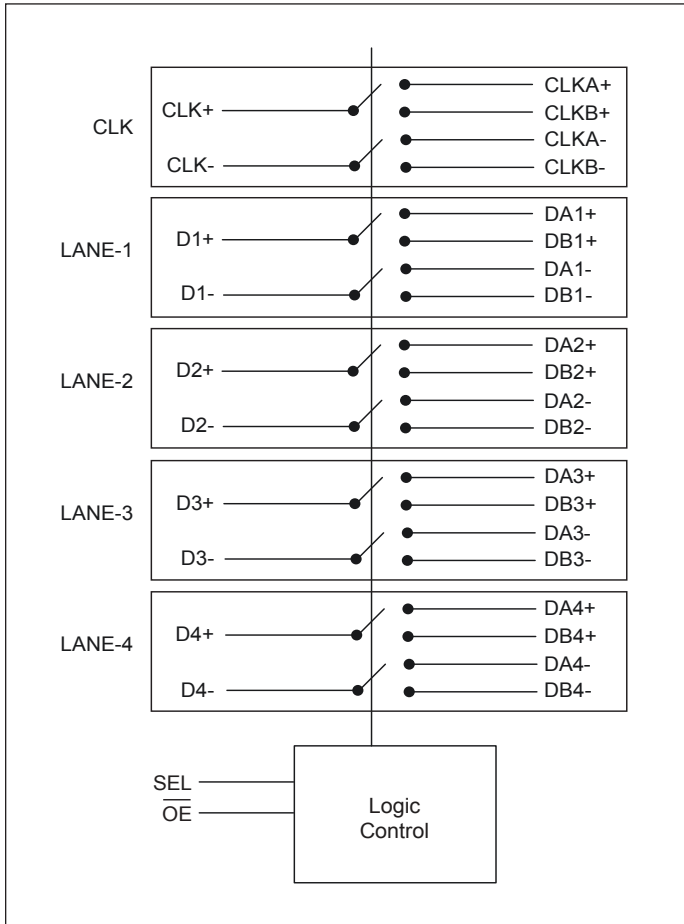 CLK
CLK+
CLK-
CLKA+
CLKB+
CLKA-
CLKB-
LANE-1
D1+
D1-
DA1+
DB1+
DA1-
DB1-
LANE-2
D2+
D2-
DA2+
DB2+
DA2-
DB2-
LANE-3
D3+
D3-
DA3+
DB3+
DA3-
DB3-
LANE-4
D4+
D4-
DA4+
DB4+
DA4-
DB4-
SEL
O̅E̅
Logic
Control